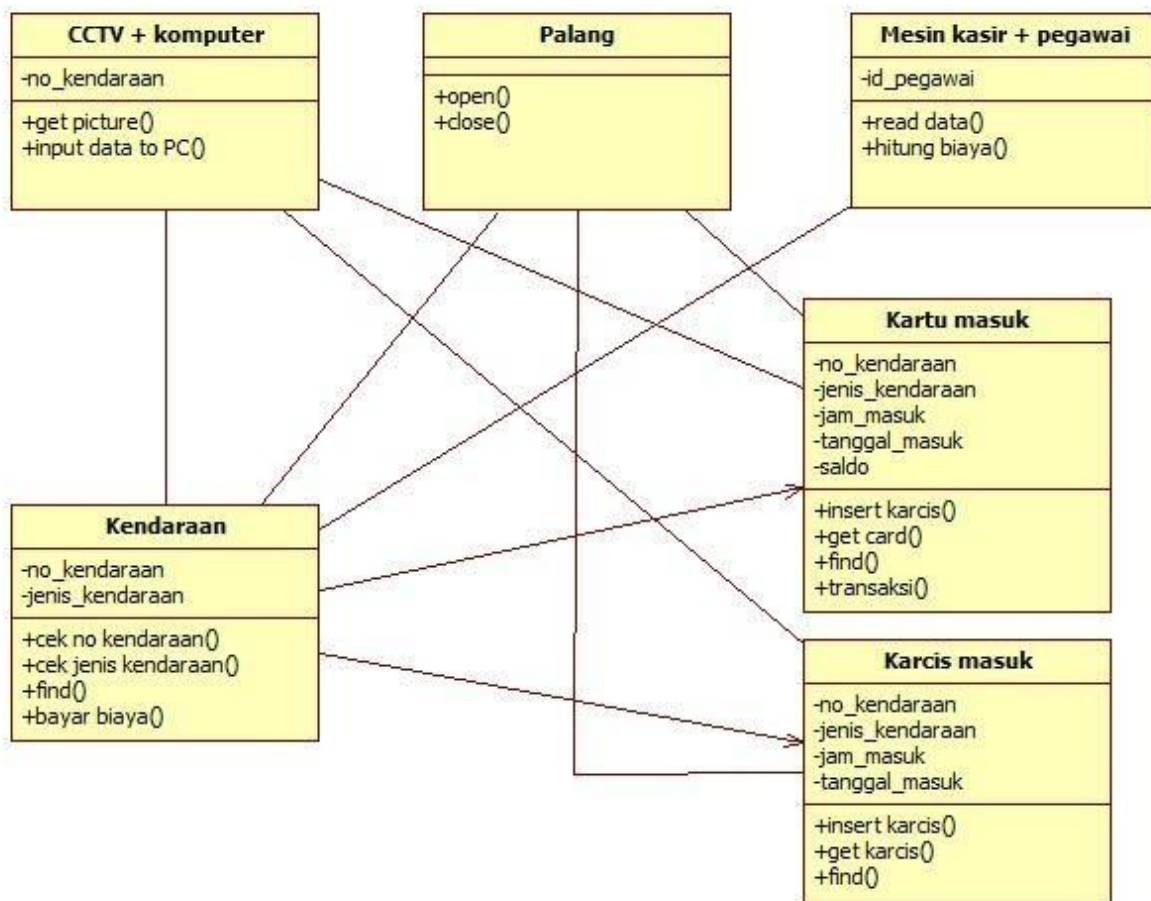 CCTV + komputer
-no_kendaraan
+get picture()
+input data to PC()
Palang
+open()
+close()
Mesin kasir + pegawai
-id_pegawai
+read data()
+hitung biaya()
Kartu masuk
-no_kendaraan
-jenis_kendaraan
-jam_masuk
-tanggal_masuk
-saldo
+insert karcis()
+get card()
+find()
+transaksi()
Kendaraan
-no_kendaraan
-jenis_kendaraan
+cek no kendaraan()
+cek jenis kendaraan()
+find()
+bayar biaya()
Karcis masuk
-no_kendaraan
-jenis_kendaraan
-jam_masuk
-tanggal_masuk
+insert karcis()
+get karcis()
+find()